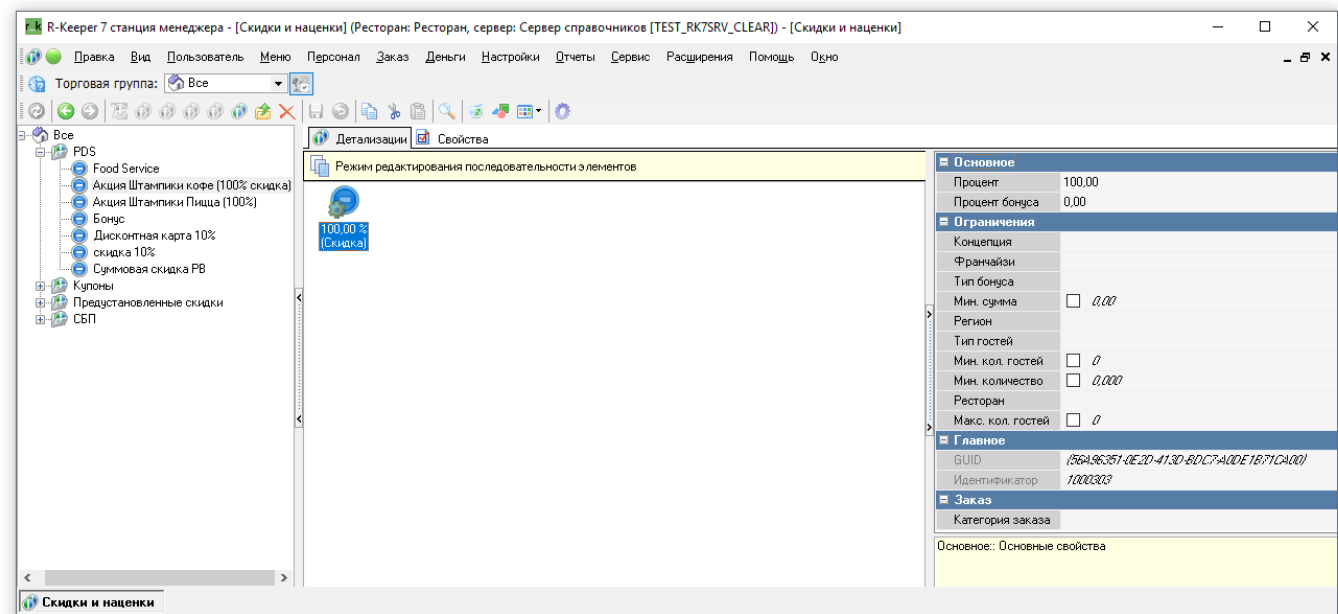 R-Keeper 7 станция менеджера - [Скидки и наценки] (Ресторан: Ресторан, сервер: Сервер справочников [TEST_RK7SRV_CLEAR]) - [Скидки и наценки]
Правка Вид Пользователь Меню Персонал Заказ Деньги Настройки Отчеты Сервис Расширения Помощь Окно
Торговая группа: Все
Все
PDS
Food Service
Акция Штампики кофе (100% скидка)
Акция Штампики Пицца (100%)
Бонус
Дисконтная карта 10%
скидка 10%
Суммовая скидка РВ
Купоны
Предустановленные скидки
СБП
Детализации Свойства
Режим редактирования последовательности элементов
100,00 %
(Скидка)
Основное
Процент 100,00
Процент бонуса 0,00
Ограничения
Концепция
Франчайзи
Тип бонуса
Мин. сумма 0,00
Регион
Тип гостей
Мин. кол. гостей 0
Мин. количество 0,000
Ресторан
Макс. кол. гостей 0
Главное
GUID {56A96351-0E2D-413D-BDC7-A0DE1B71CA00}
Идентификатор 1000303
Заказ
Категория заказа
Основное:: Основные свойства
Скидки и наценки